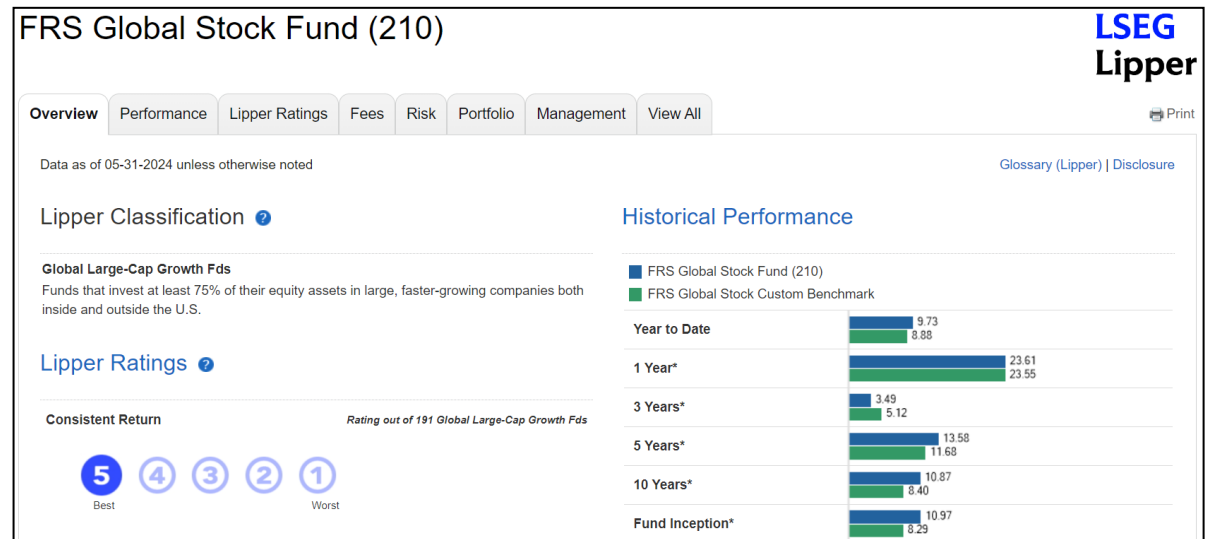 FRS Global Stock Fund (210)
LSEG
Lipper
Overview
Performance
Lipper Ratings
Fees
Risk
Portfolio
Management
View All
Print
Data as of 05-31-2024 unless otherwise noted
Glossary (Lipper) | Disclosure
Lipper Classification ?
Global Large-Cap Growth Fds
Funds that invest at least 75% of their equity assets in large, faster-growing companies both
inside and outside the U.S.
Lipper Ratings ?
Consistent Return
Rating out of 191 Global Large-Cap Growth Fds
5 4 3 2 1
Best
Worst
Historical Performance
FRS Global Stock Fund (210)
FRS Global Stock Custom Benchmark
Year to Date
9.73
8.88
1 Year*
23.61
23.55
3 Years*
3.49
5.12
5 Years*
13.58
11.68
10 Years*
10.87
8.40
Fund Inception*
10.97
8.29